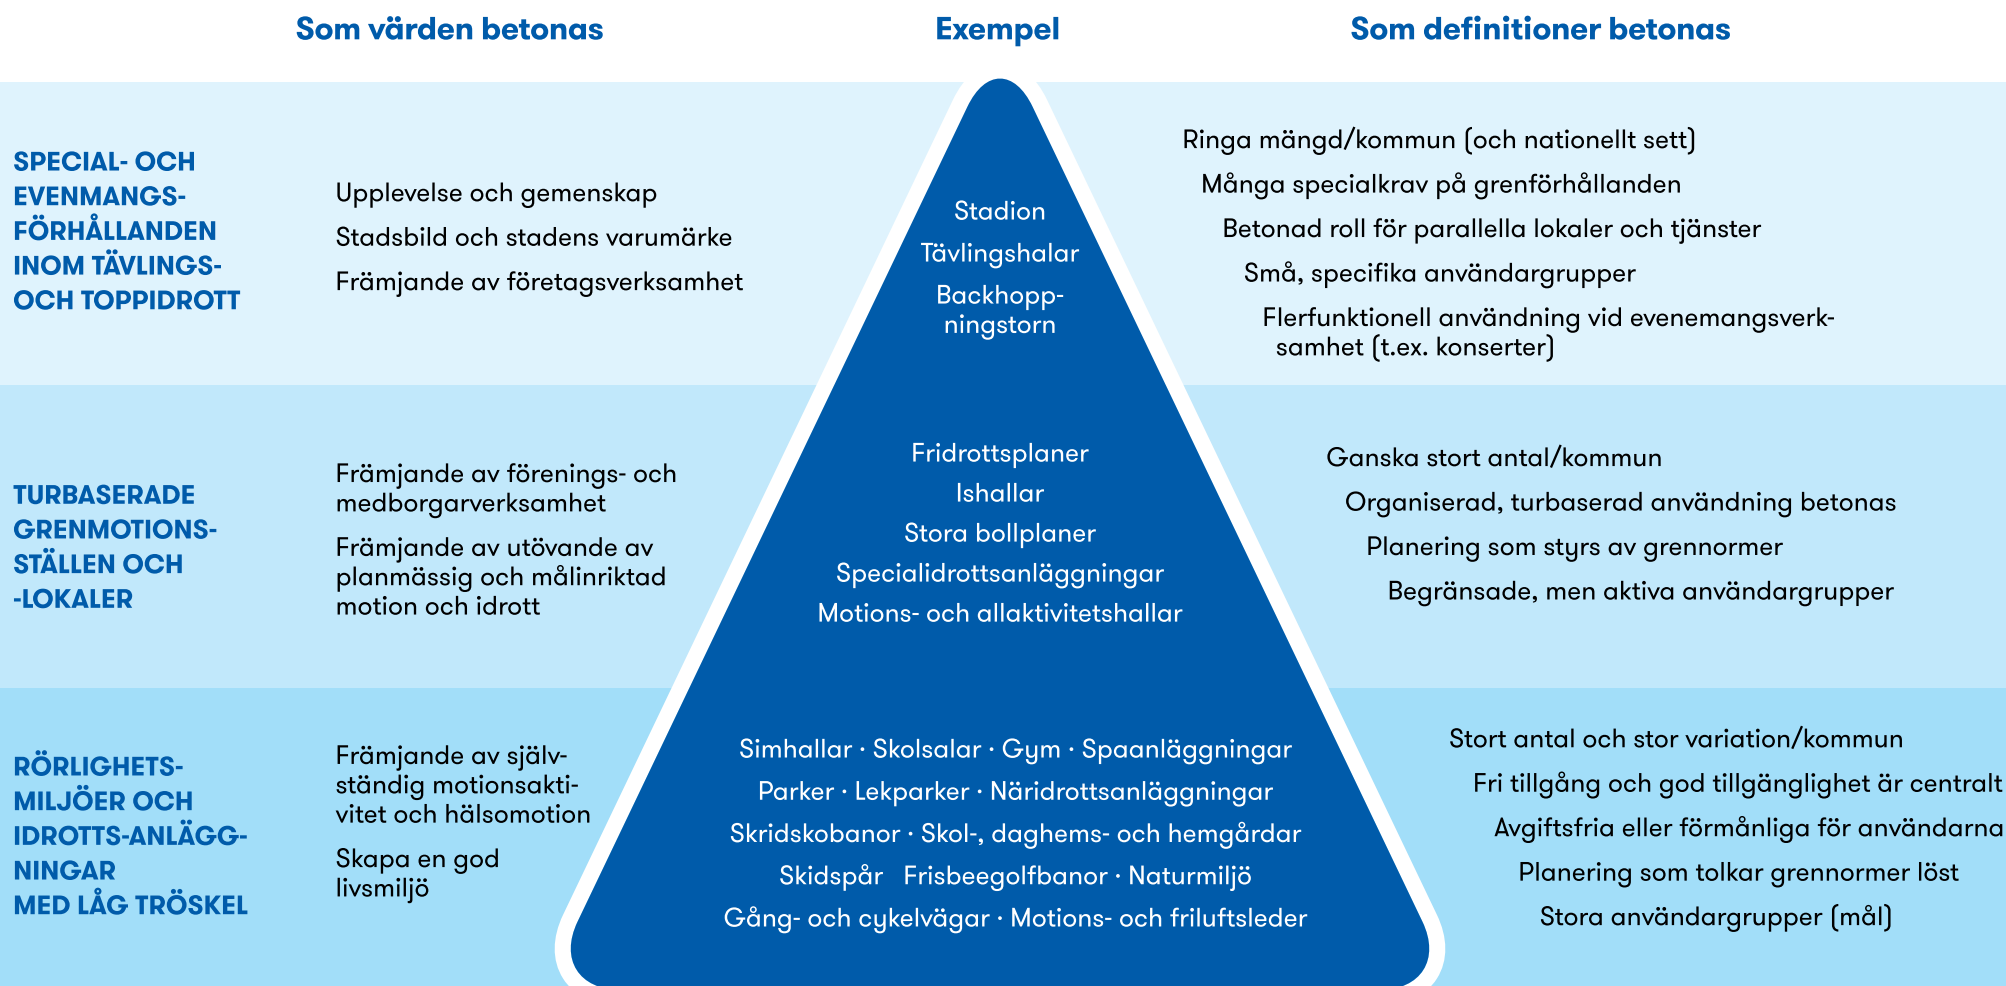 Som värden betonas
Exempel
Som definitioner betonas
SPECIAL- OCH
EVENMANGS-
FÖRHÅLLANDEN
INOM TÄVLINGS-
OCH TOPPIDROTT
Upplevelse och gemenskap
Stadsbild och stadens varumärke
Främjande av företagsverksamhet
Stadion
Tävlingshalar
Backhopp-
ningstorn
Ringa mängd/kommun (och nationellt sett)
Många specialkrav på grenförhållanden
Betonad roll för parallella lokaler och tjänster
Små, specifika användargrupper
Flerfunktionell användning vid evenemangsverk-
samhet (t.ex. konserter)
TURBASERADE
GRENMOTIONS-
STÄLLEN OCH
-LOKALER
Främjande av förenings- och
medborgarverksamhet
Främjande av utövande av
planmässig och målinriktad
motion och idrott
Fridrottsplaner
Ishallar
Stora bollplaner
Specialidrottsanläggningar
Motions- och allaktivitetshallar
Ganska stort antal/kommun
Organiserad, turbaserad användning betonas
Planering som styrs av grennormer
Begränsade, men aktiva användargrupper
RÖRLIGHETS-
MILJÖER OCH
IDROTTS-ANLÄGG-
NINGAR
MED LÅG TRÖSKEL
Främjande av själv-
ständig motionsakti-
vitet och hälsomotion
Skapa en god
livsmiljö
Simhallar · Skolsalar · Gym · Spaanläggningar
Parker · Lekparker · Näridrottsanläggningar
Skridskobanor · Skol-, daghems- och hemgårdar
Skidspår Frisbeegolfbanor · Naturmiljö
Gång- och cykelvägar · Motions- och friluftsleder
Stort antal och stor variation/kommun
Fri tillgång och god tillgänglighet är centralt
Avgiftsfria eller förmånliga för användarna
Planering som tolkar grennormer löst
Stora användargrupper (mål)